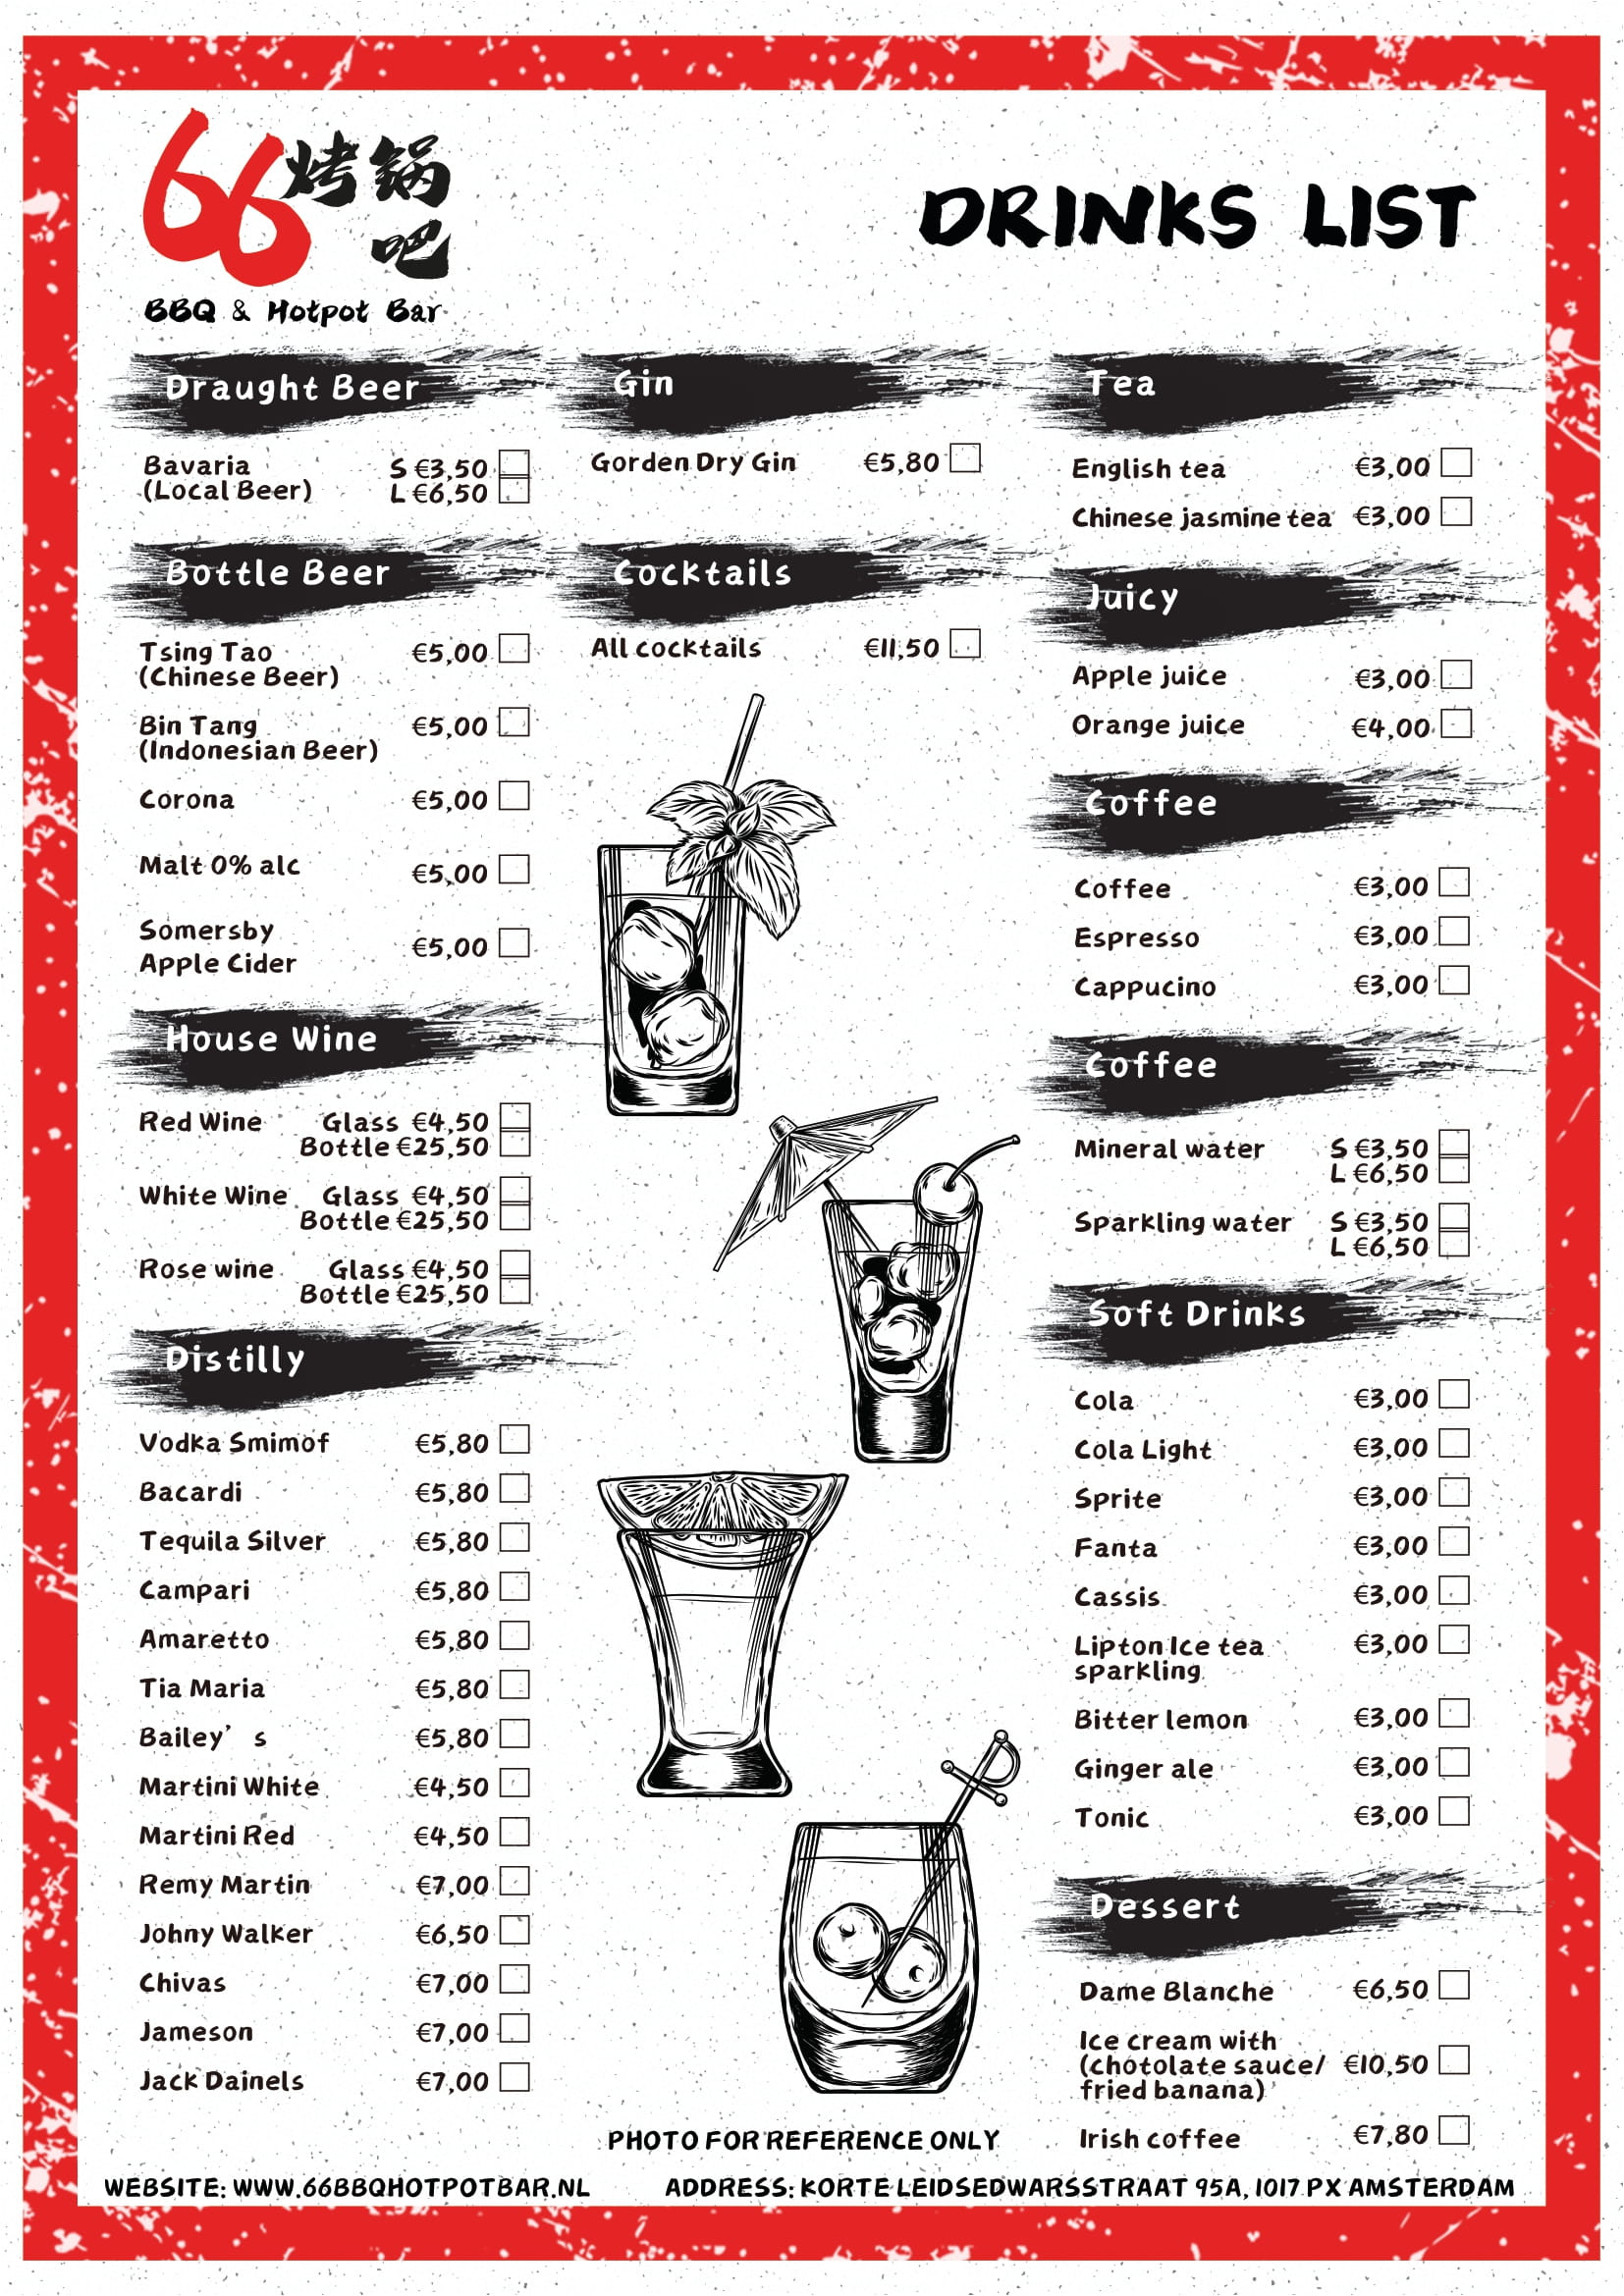 66 烤锅
吧
BBQ & Hotpot Bar
DRINKS LIST
Draught Beer
Bavaria S €3,50
(Local Beer) L €6,50
Bottle Beer
Tsing Tao €5,00
(Chinese Beer)
Bin Tang €5,00
(Indonesian Beer)
Corona €5,00
Malt 0% alc €5,00
Somersby
Apple Cider €5,00
House Wine
Red Wine Glass €4,50
Bottle €25,50
White Wine Glass €4,50
Bottle €25,50
Rose wine Glass €4,50
Bottle €25,50
Distilly
Vodka Smimof €5,80
Bacardi €5,80
Tequila Silver €5,80
Campari €5,80
Amaretto €5,80
Tia Maria €5,80
Bailey’ s €5,80
Martini White €4,50
Martini Red €4,50
Remy Martin €7,00
Johny Walker €6,50
Chivas €7,00
Jameson €7,00
Jack Dainels €7,00
Gin
Gorden Dry Gin €5,80
Cocktails
All cocktails €11,50
Tea
English tea €3,00
Chinese jasmine tea €3,00
Juicy
Apple juice €3,00
Orange juice €4,00
Coffee
Coffee €3,00
Espresso €3,00
Cappucino €3,00
Coffee
Mineral water S €3,50
L €6,50
Sparkling water S €3,50
L €6,50
Soft Drinks
Cola €3,00
Cola Light €3,00
Sprite €3,00
Fanta €3,00
Cassis €3,00
Lipton Ice tea €3,00
sparkling
Bitter lemon €3,00
Ginger ale €3,00
Tonic €3,00
Dessert
Dame Blanche €6,50
Ice cream with
(chotolate sauce/ €10,50
fried banana)
Irish coffee €7,80
PHOTO FOR REFERENCE ONLY
WEBSITE: WWW.66BBQHOTPOTBAR.NL ADDRESS: KORTE LEIDSEDWARSSTRAAT 95A, 1017 PX AMSTERDAM